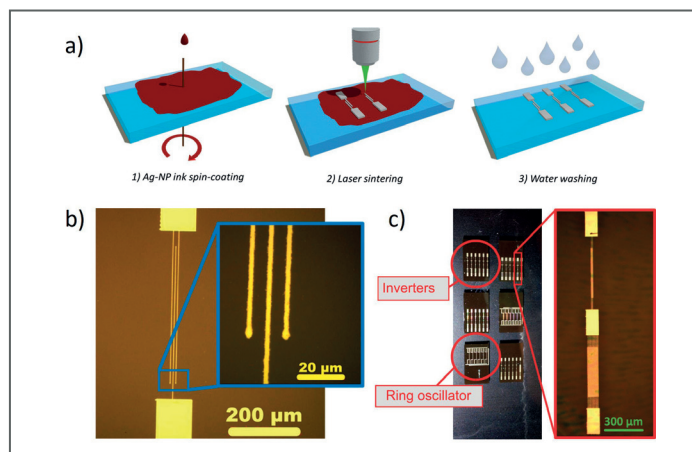 a)
1) Ag-NP ink spin-coating
2) Laser sintering
3) Water washing
b)
20 µm
200 µm
c)
Inverters
Ring oscillator
300 µm